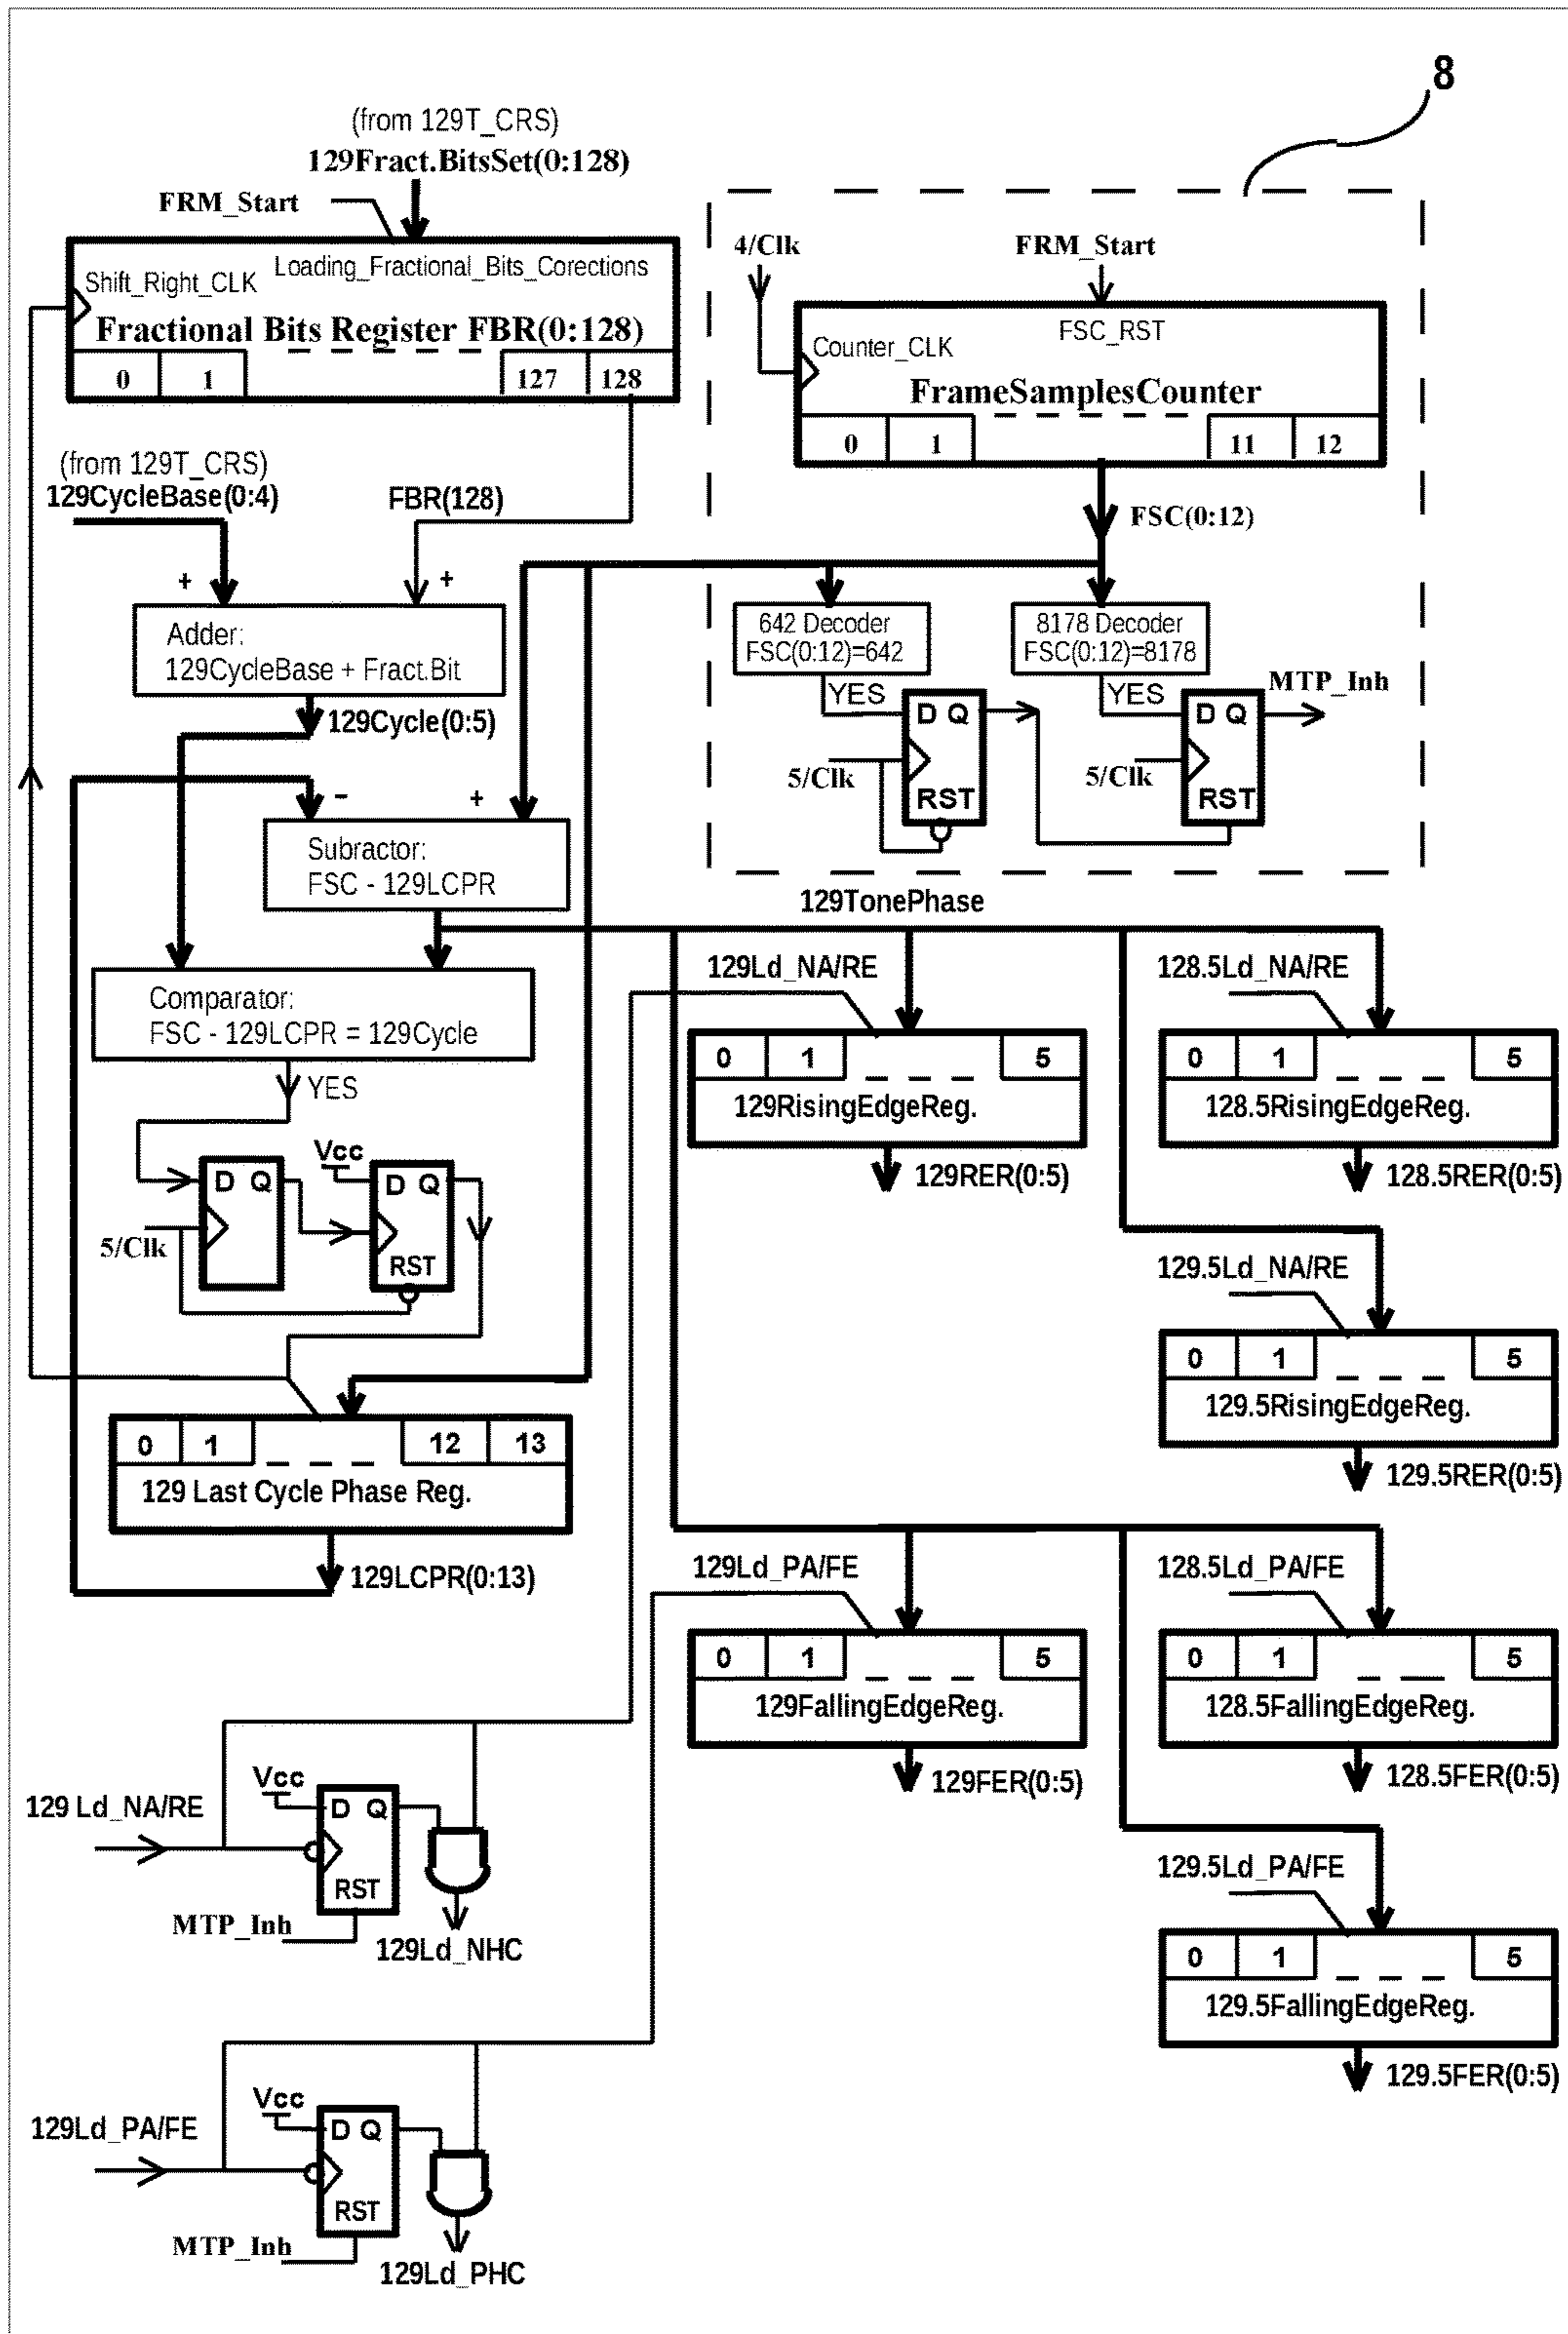 8
(from 129T_CRS)
129Fract.BitsSet(0:128)
FRM_Start
Shift_Right_CLK
Loading_Fractional_Bits_Corections
Fractional Bits Register FBR(0:128)
0 1 127 128
4/Clk
FRM_Start
FSC_RST
Counter_CLK
FrameSamplesCounter
0 1 11 12
(from 129T_CRS)
129CycleBase(0:4)
FBR(128)
FSC(0:12)
+ +
Adder:
129CycleBase + Fract.Bit
129Cycle(0:5)
642 Decoder
FSC(0:12)=642
8178 Decoder
FSC(0:12)=8178
YES
YES
MTP_Inh
D Q
D Q
5/Clk
5/Clk
RST
RST
- +
Subractor:
FSC - 129LCPR
129TonePhase
Comparator:
FSC - 129LCPR = 129Cycle
YES
129Ld_NA/RE
128.5Ld_NA/RE
0 1 5
129RisingEdgeReg.
0 1 5
128.5RisingEdgeReg.
129RER(0:5)
128.5RER(0:5)
Vcc
D Q
D Q
5/Clk
RST
129.5Ld_NA/RE
0 1 5
129.5RisingEdgeReg.
129.5RER(0:5)
0 1 12 13
129 Last Cycle Phase Reg.
129LCPR(0:13)
129Ld_PA/FE
128.5Ld_PA/FE
0 1 5
129FallingEdgeReg.
0 1 5
128.5FallingEdgeReg.
129FER(0:5)
128.5FER(0:5)
Vcc
129 Ld_NA/RE
D Q
RST
MTP_Inh
129Ld_NHC
129.5Ld_PA/FE
0 1 5
129.5FallingEdgeReg.
129.5FER(0:5)
Vcc
129Ld_PA/FE
D Q
RST
MTP_Inh
129Ld_PHC